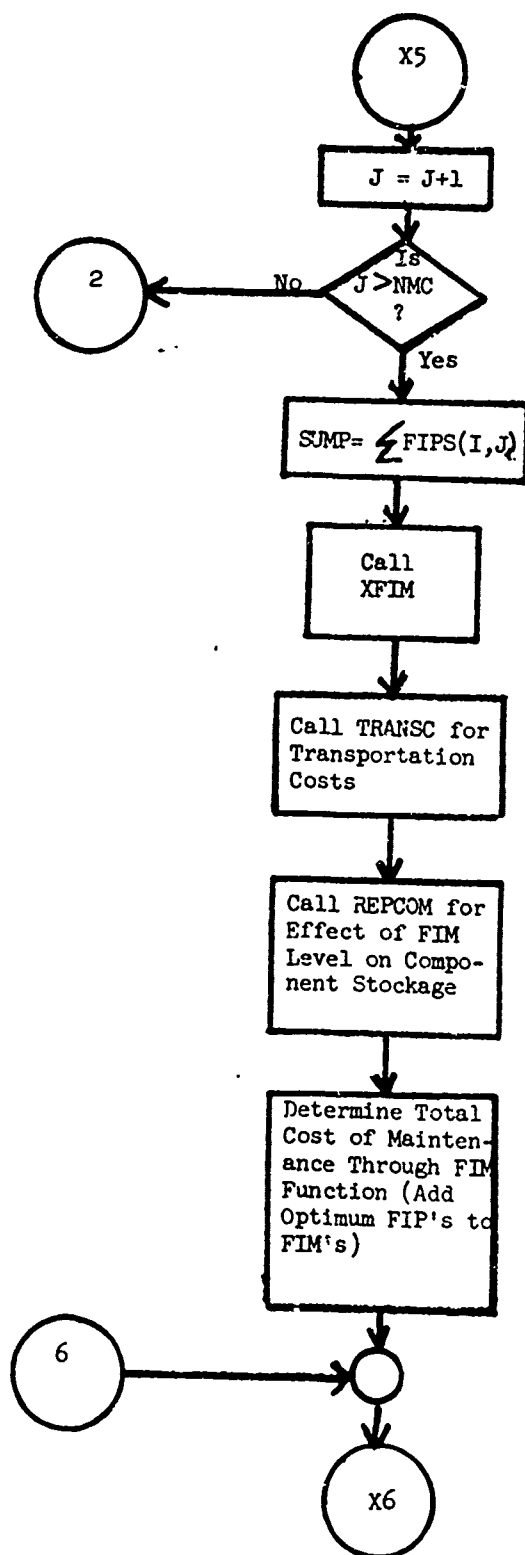 X5
J = J+1
2
No
Is
J >NMC
?
Yes
SUMP= ∑ FIPS(I,J)
Call
XFIM
Call TRANSC for
Transportation
Costs
Call REPCOM for
Effect of FIM
Level on Compo-
nent Stockage
Determine Total
Cost of Mainten-
ance Through FIM
Function (Add
Optimum FIP's to
FIM's)
6
X6